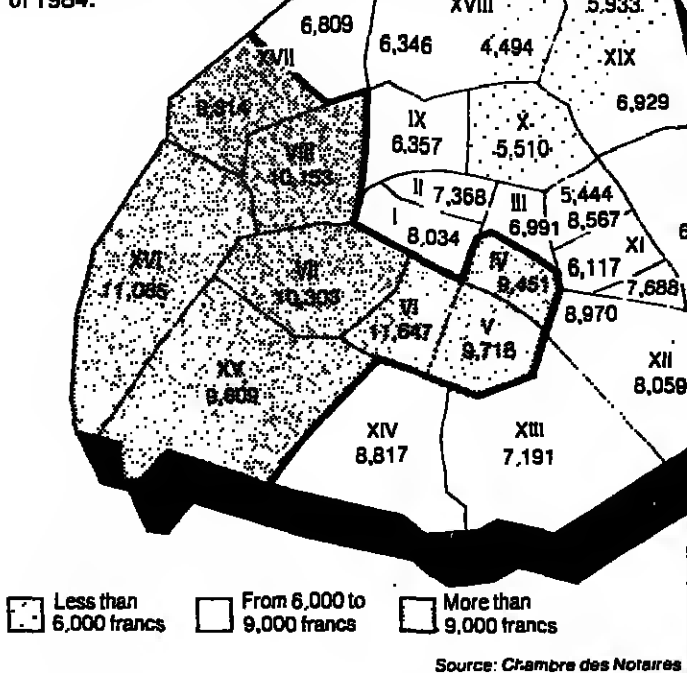 of 1984.
XVIII
5,933
6,809
6,346
4,494
XVII
XIX
6,929
IX
6,357
X
5,510
VIII
10,153
II
7,368
III
6,991
5,444
8,567
I
8,034
XI
6,117
7,688
XVI
VII
IV
9,451
8,970
VI
11,647
V
9,718
XV
XII
8,059
XIV
8,817
XIII
7,191
Less than
6,000 francs
From 6,000 to
9,000 francs
More than
9,000 francs
Source: Chambre des Notaires